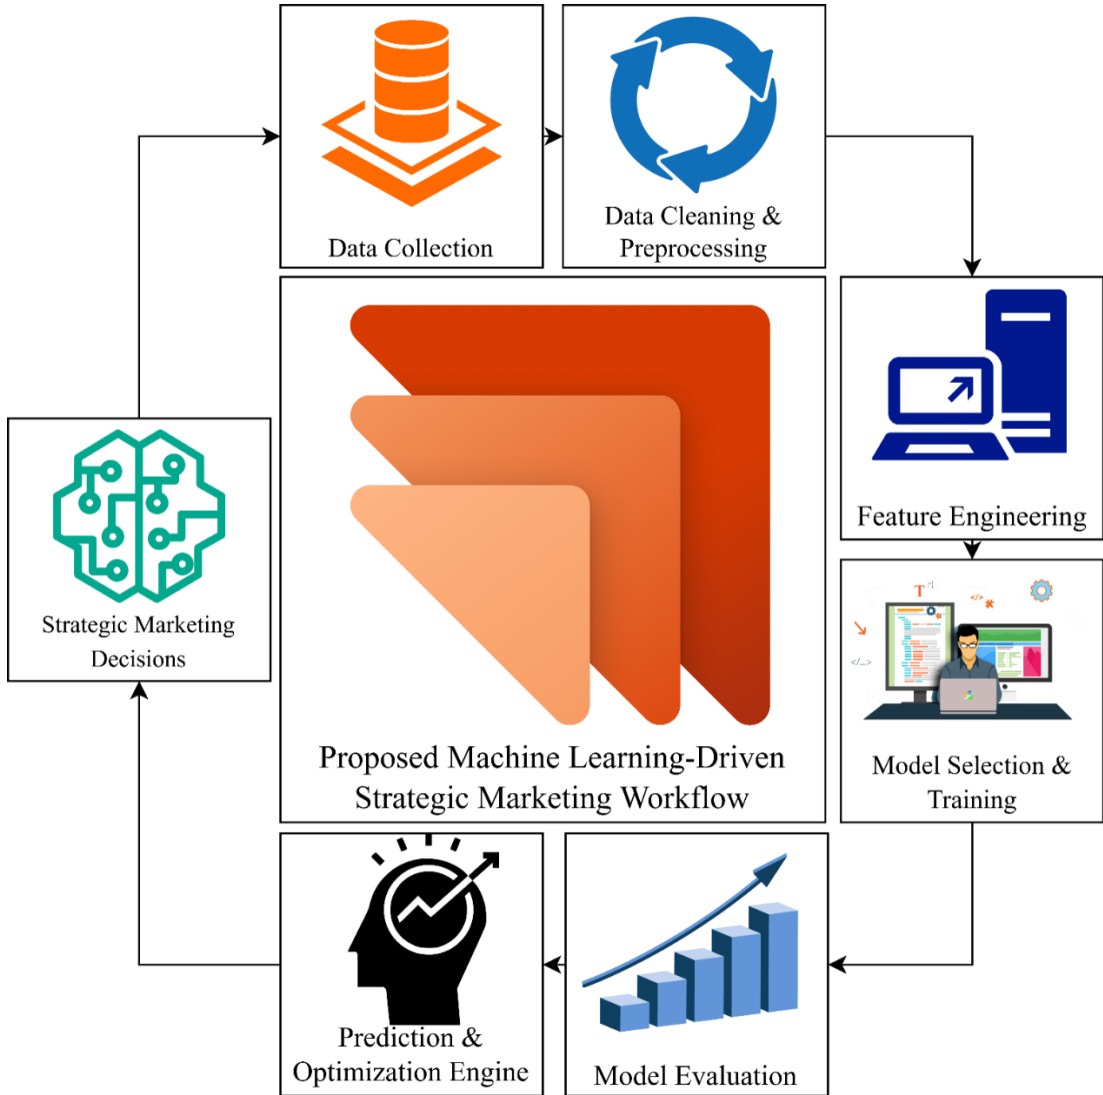 Data Collection
Data Cleaning &
Preprocessing
Feature Engineering
T
</>
</...>
Model Selection &
Training
Strategic Marketing
Decisions
Proposed Machine Learning-Driven
Strategic Marketing Workflow
Prediction &
Optimization Engine
Model Evaluation